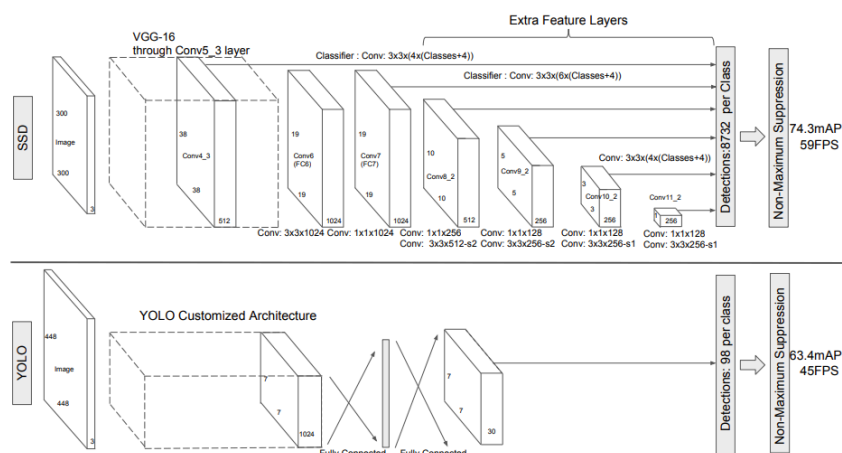 Extra Feature Layers
VGG-16
through Conv5_3 layer
Classifier : Conv: 3x3x(4x(Classes+4))
Classifier : Conv: 3x3x(6x(Classes+4))
SSD
300
Image
300
3
38
Conv4_3
38
512
19
Conv6
(FC6)
19
1024
19
Conv7
(FC7)
19
1024
10
Conv8_2
10
512
5
Conv9_2
5
256
Conv: 3x3x(4x(Classes+4))
3
Conv10_2
3
256
Conv11_2
1
256
Conv: 3x3x1024
Conv: 1x1x1024
Conv: 1x1x256
Conv: 3x3x512-s2
Conv: 1x1x128
Conv: 3x3x256-s2
Conv: 1x1x128
Conv: 3x3x256-s1
Conv: 1x1x128
Conv: 3x3x256-s1
Detections:8732 per Class
Non-Maximum Suppression
74.3mAP
59FPS
YOLO
448
Image
448
3
YOLO Customized Architecture
7
7
1024
Fully Connected
Fully Connected
7
7
30
Detections: 98 per class
Non-Maximum Suppression
63.4mAP
45FPS